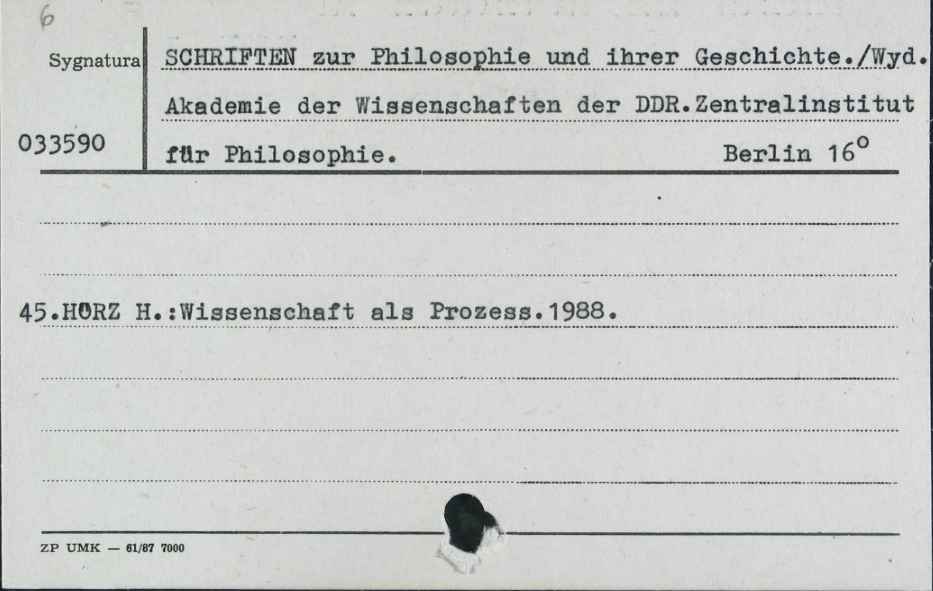 6
Sygnatura
SCHRIFTEN zur Philosophie und ihrer Geschichte./Wyd.
Akademie der Wissenschaften der DDR.Zentralinstitut
033590
für Philosophie. Berlin 16°
45.HÖRZ H.:Wissenschaft als Prozess.1988.
ZP UMK — 61/87 7000